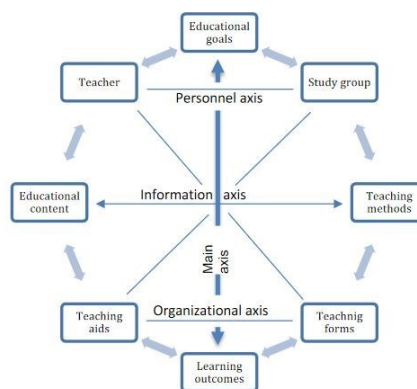 Educational
goals
Teacher
Study group
Personnel axis
Educational
content
Information axis
Teaching
methods
Main
axis
Teaching
aids
Organizational axis
Technig
forms
Learning
outcomes